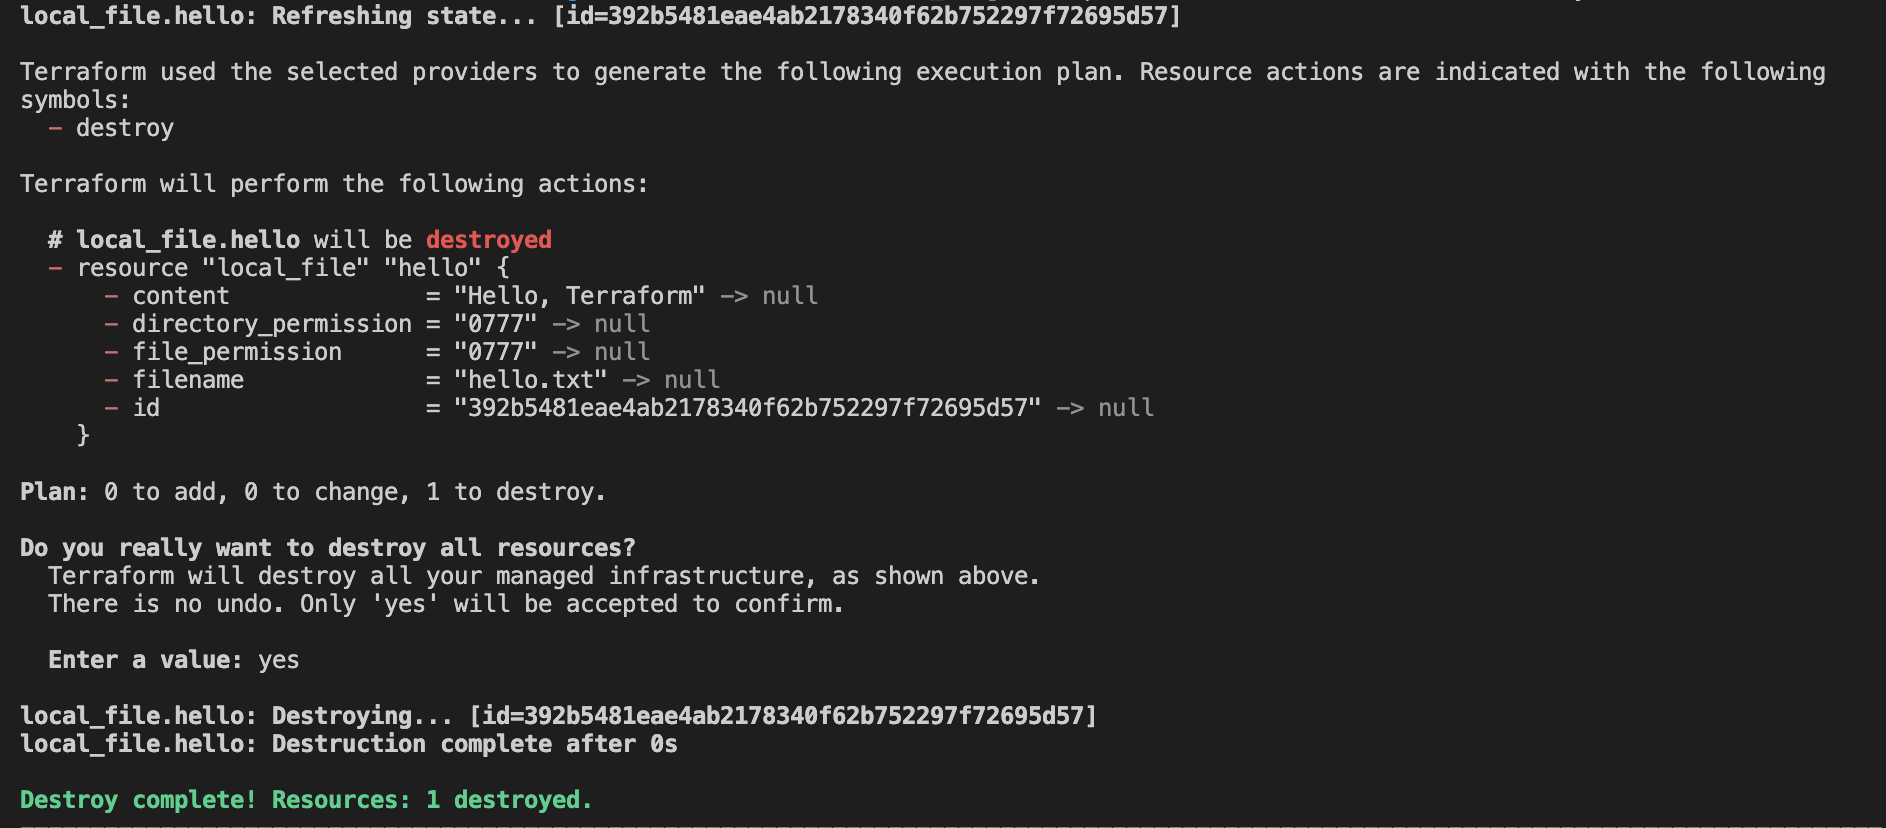 local_file.hello: Refreshing state... [id=392b5481eae4ab2178340f62b752297f72695d57]
Terraform used the selected providers to generate the following execution plan. Resource actions are indicated with the following
symbols:
  - destroy
Terraform will perform the following actions:
  # local_file.hello will be destroyed
  - resource "local_file" "hello" {
      - content              = "Hello, Terraform" -> null
      - directory_permission = "0777" -> null
      - file_permission      = "0777" -> null
      - filename             = "hello.txt" -> null
      - id                   = "392b5481eae4ab2178340f62b752297f72695d57" -> null
    }
Plan: 0 to add, 0 to change, 1 to destroy.
Do you really want to destroy all resources?
  Terraform will destroy all your managed infrastructure, as shown above.
  There is no undo. Only 'yes' will be accepted to confirm.
  Enter a value: yes
local_file.hello: Destroying... [id=392b5481eae4ab2178340f62b752297f72695d57]
local_file.hello: Destruction complete after 0s
Destroy complete! Resources: 1 destroyed.